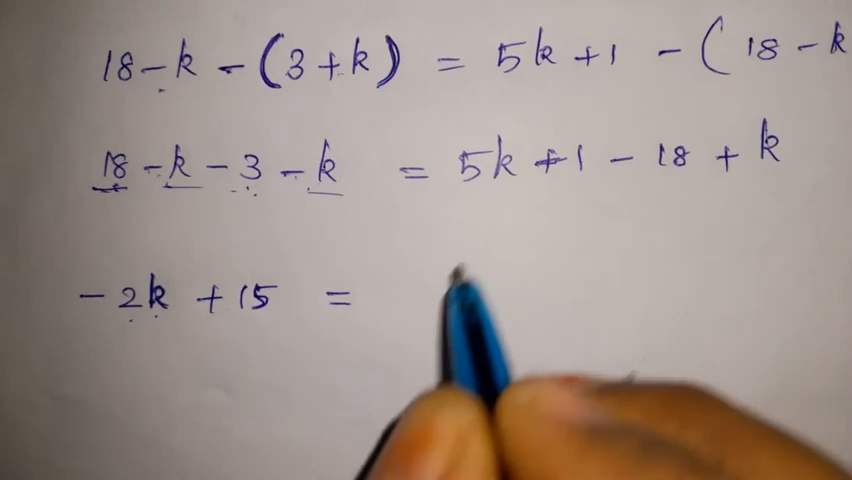 18 - k - (3 + k) = 5k + 1 - (18 - k
18 - k - 3 - k = 5k + 1 - 18 + k
- 2k + 15 =